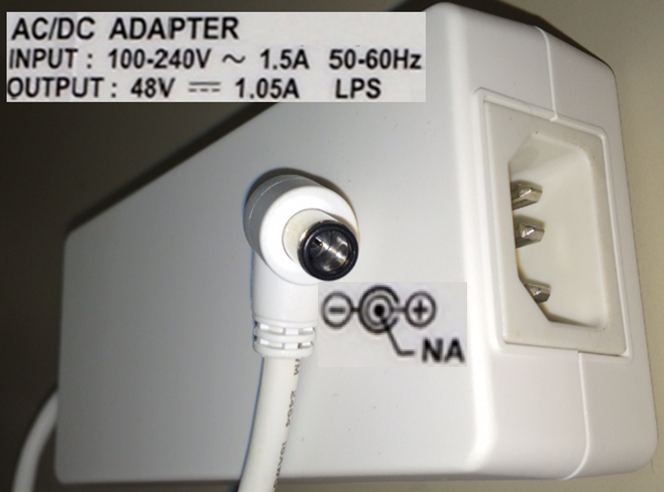 AC/DC ADAPTER
INPUT : 100-240V ~ 1.5A 50-60Hz
OUTPUT : 48V ⎓ 1.05A LPS
NA